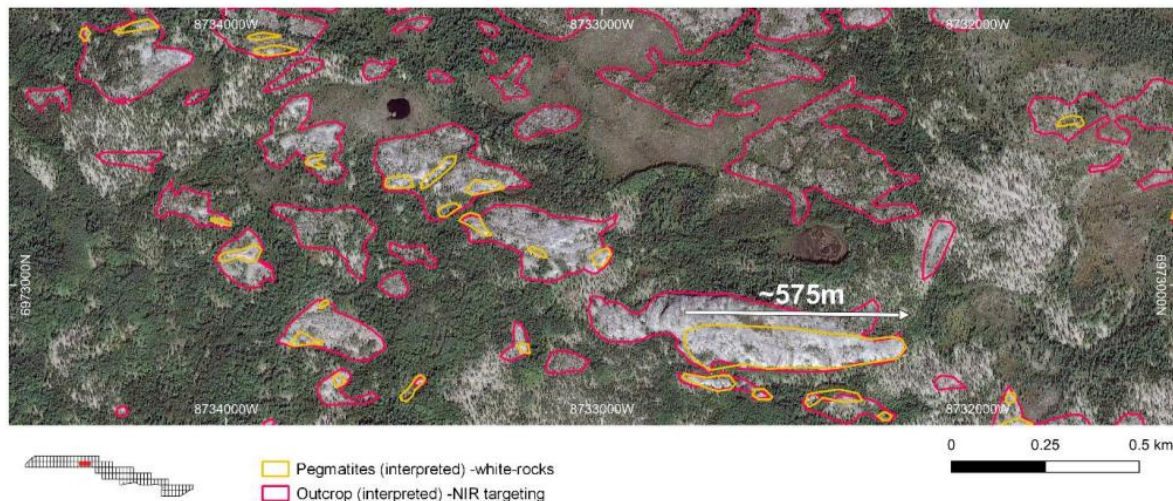 8734000W
8733000W
8732000W
6973000N
6973000N
~575m
8734000W
8733000W
8732000W
0
0.25
0.5 km
Pegmatites (interpreted) -white-rocks
Outcrop (interpreted) -NIR targeting